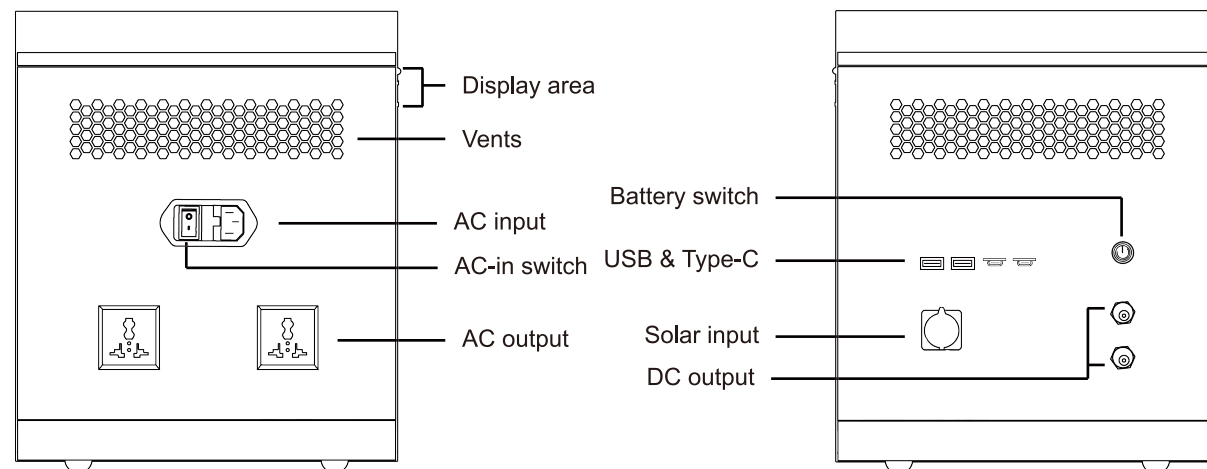 Display area
Vents
AC input
AC-in switch
AC output
Battery switch
USB & Type-C
Solar input
DC output